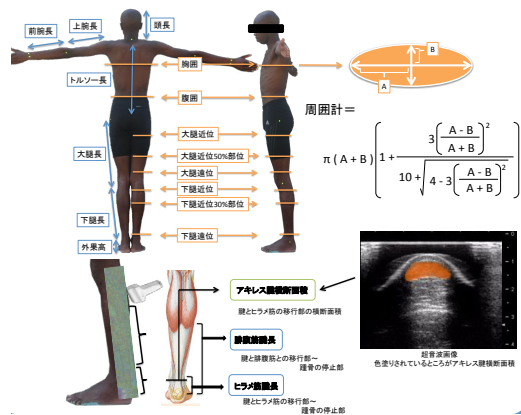 頭長
上腕長
前腕長
トルソー長
胸囲
腹囲
大腿近位
大腿近位50%部位
大腿遠位
下腿近位
下腿近位30%部位
下腿遠位
大腿長
下腿長
外果高
B
A
周囲計＝
π ( A + B ) [ 1 + 3 ( A - B / A + B )² / 10 + √ 4 - 3 ( A - B / A + B )² ]
アキレス腱横断面積
腱とヒラメ筋の移行部の横断面積
腓腹筋腱長
腱と腓腹筋との移行部～
踵骨の停止部
ヒラメ筋腱長
腱とヒラメ筋の移行部～
踵骨の停止部
超音波画像
色塗りされているところがアキレス腱横断面積